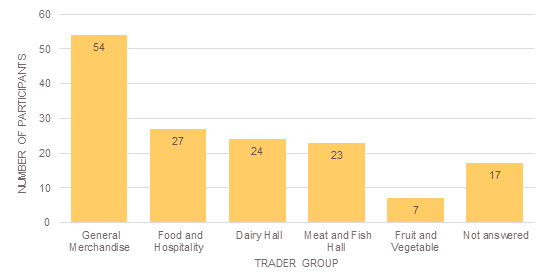 60
50
40
30
20
10
0
NUMBER OF PARTICIPANTS
54
27
24
23
7
17
General
Merchandise
Food and
Hospitality
Dairy Hall
Meat and Fish
Hall
Fruit and
Vegetable
Not answered
TRADER GROUP